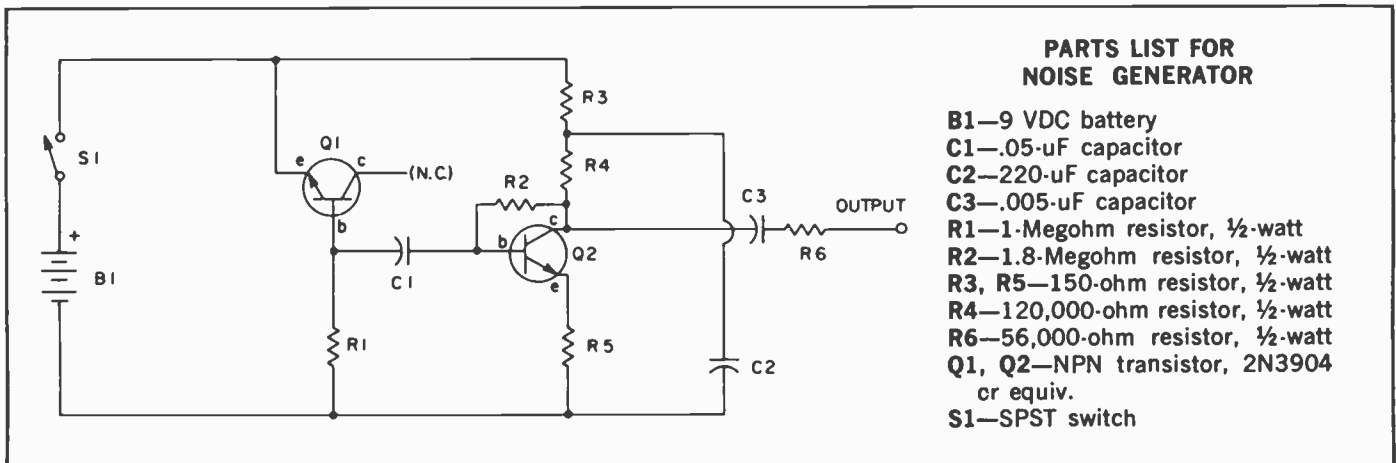 S1
+
B1
Q1
e
c
(N.C.)
b
R1
C1
R2
b
c
Q2
e
R3
R4
R5
C3
R6
OUTPUT
C2
PARTS LIST FOR
NOISE GENERATOR
B1—9 VDC battery
C1—.05-uF capacitor
C2—220-uF capacitor
C3—.005-uF capacitor
R1—1-Megohm resistor, ½-watt
R2—1.8-Megohm resistor, ½-watt
R3, R5—150-ohm resistor, ½-watt
R4—120,000-ohm resistor, ½-watt
R6—56,000-ohm resistor, ½-watt
Q1, Q2—NPN transistor, 2N3904
or equiv.
S1—SPST switch